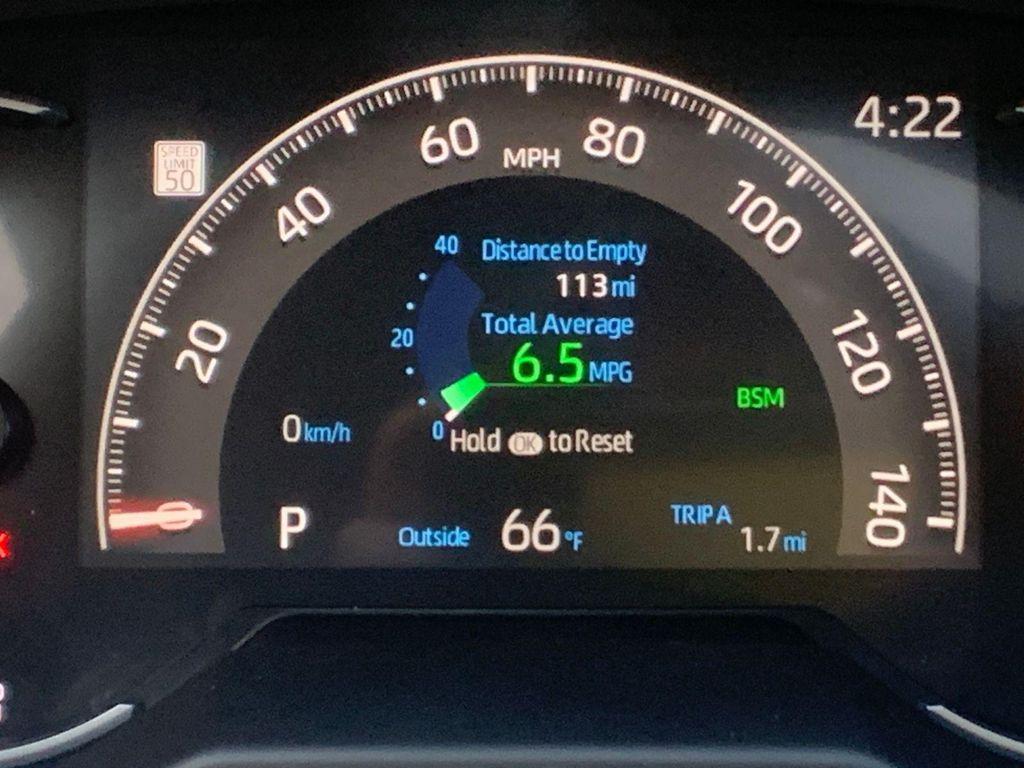 4:22
SPEED
LIMIT
50
60
MPH
80
40
100
20
120
0
140
40
20
0
Distance to Empty
113 mi
Total Average
6.5 MPG
BSM
0 km/h
Hold OK to Reset
P
Outside 66 °F
TRIP A
1.7 mi